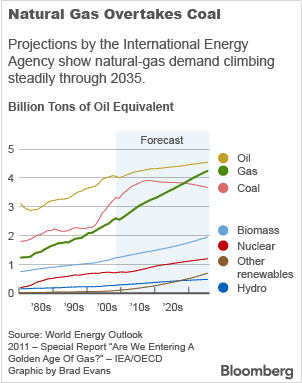 Natural Gas Overtakes Coal
Projections by the International Energy
Agency show natural-gas demand climbing
steadily through 2035.
Billion Tons of Oil Equivalent
Forecast
5
4
3
2
1
0
Oil
Gas
Coal
Biomass
Nuclear
Other
renewables
Hydro
'80s '90s '00s '10s '20s
Source: World Energy Outlook
2011 – Special Report "Are We Entering A
Golden Age Of Gas?" – IEA/OECD
Graphic by Brad Evans
Bloomberg